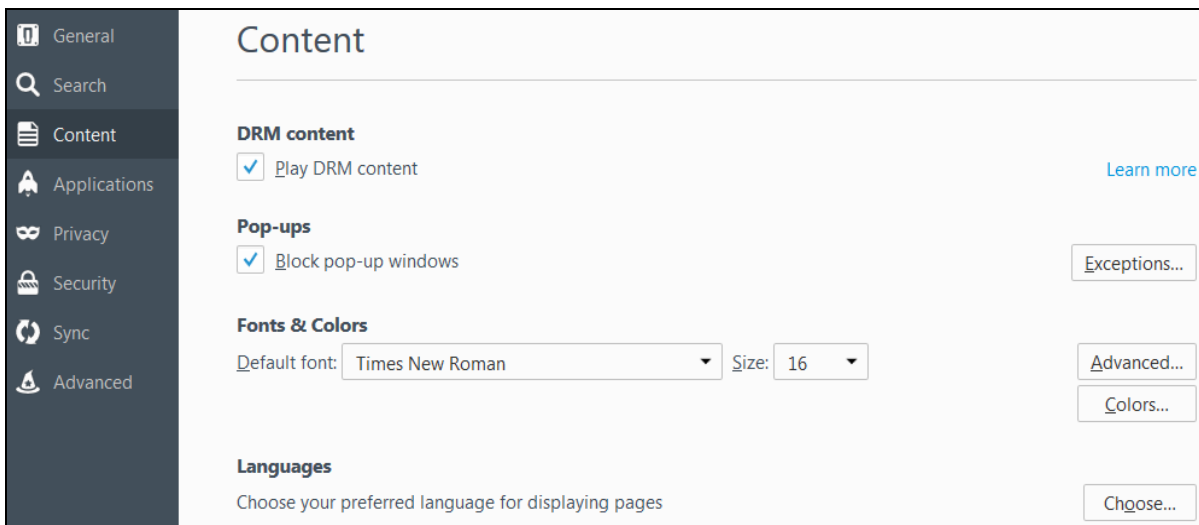 General
Search
Content
Applications
Privacy
Security
Sync
Advanced
Content
DRM content
Play DRM content
Learn more
Pop-ups
Block pop-up windows
Exceptions...
Fonts & Colors
Default font: Times New Roman Size: 16 Advanced...
Colors...
Languages
Choose your preferred language for displaying pages Choose...